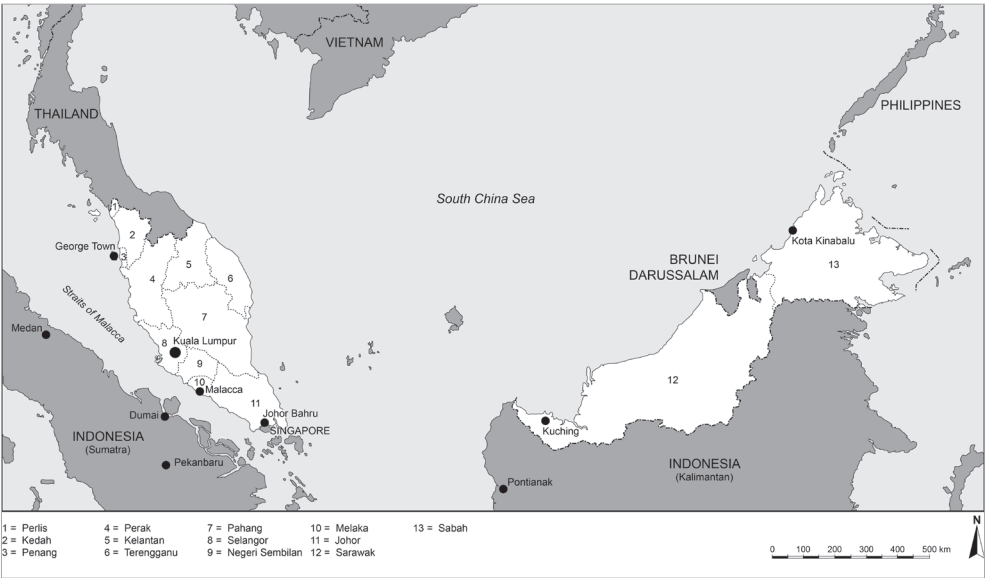 VIETNAM
THAILAND
PHILIPPINES
South China Sea
1
2
George Town
3
Kota Kinabalu
BRUNEI
DARUSSALAM
13
4
5
6
Straits of Malacca
7
Medan
8
Kuala Lumpur
9
10
Malacca
12
11
Dumai
Johor Bahru
SINGAPORE
Kuching
INDONESIA
(Sumatra)
Pekanbaru
INDONESIA
(Kalimantan)
Pontianak
1 = Perlis
2 = Kedah
3 = Penang
4 = Perak
5 = Kelantan
6 = Terengganu
7 = Pahang
8 = Selangor
9 = Negeri Sembilan
10 = Melaka
11 = Johor
12 = Sarawak
13 = Sabah
N
0 100 200 300 400 500 km